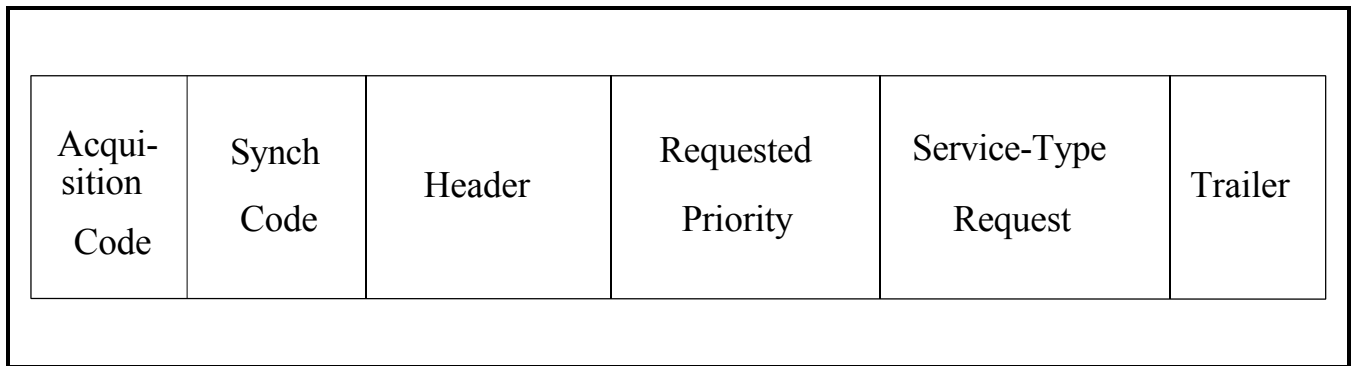 Acqui-
sition
Code
Synch
Code
Header
Requested
Priority
Service-Type
Request
Trailer